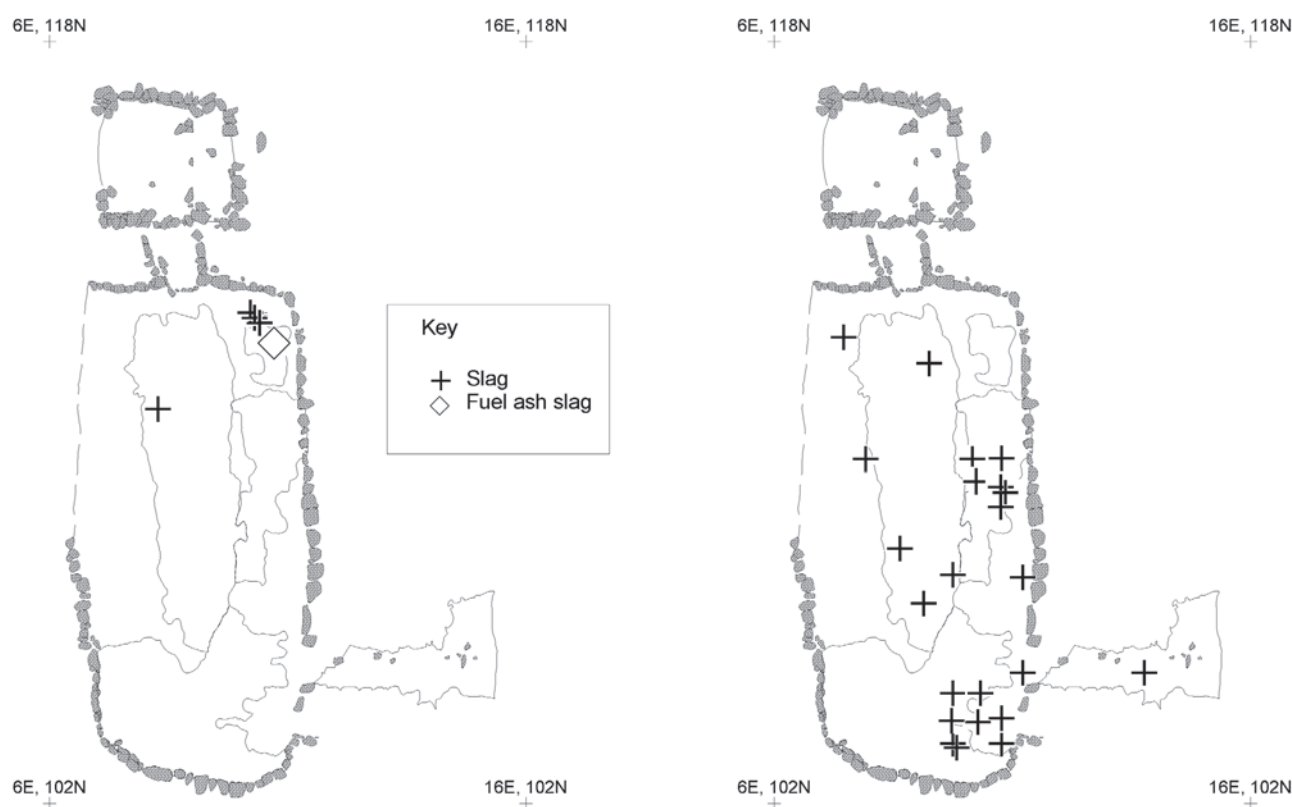 6E, 118N
16E, 118N
6E, 118N
16E, 118N
Key
Slag
Fuel ash slag
6E, 102N
16E, 102N
6E, 102N
16E, 102N